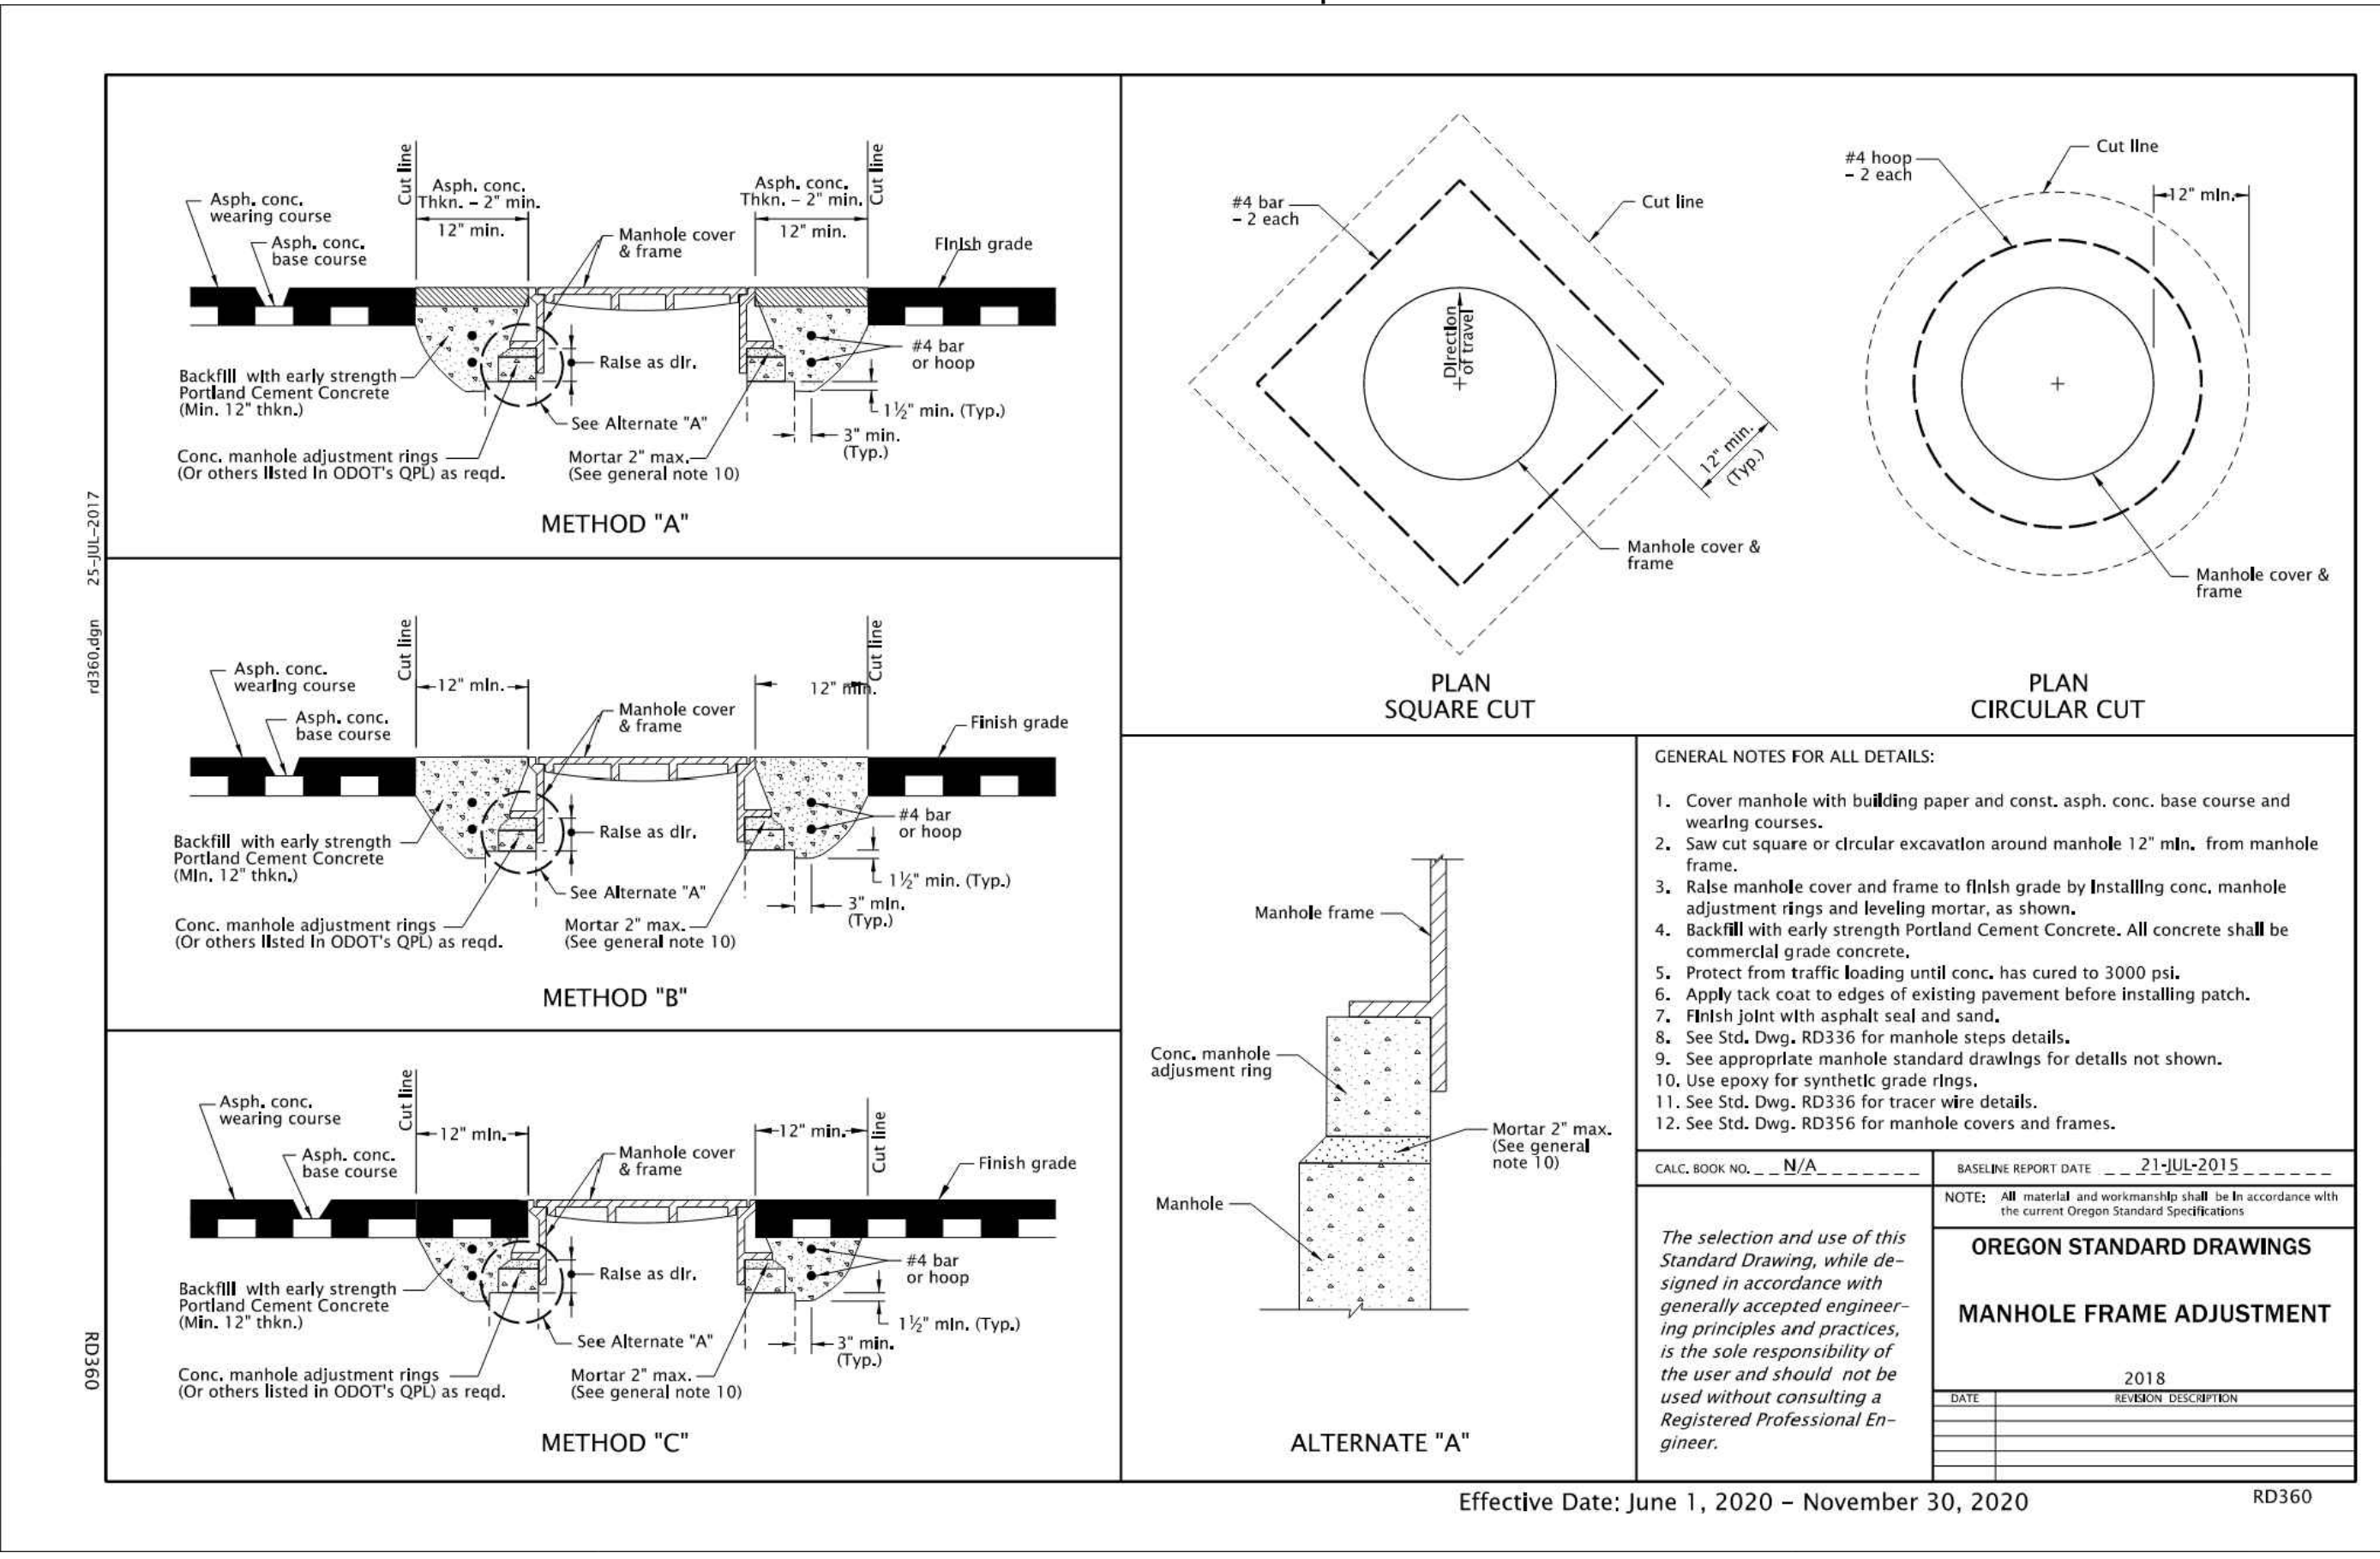 Cut line
Asph. conc.
Thkn. – 2" min.
12" min.
Asph. conc.
Thkn. – 2" min.
12" min.
Cut line
Asph. conc.
wearing course
Asph. conc.
base course
Manhole cover
& frame
Finish grade
Backfill with early strength
Portland Cement Concrete
(Min. 12" thkn.)
Raise as dir.
#4 bar
or hoop
See Alternate "A"
1½" min. (Typ.)
3" min.
(Typ.)
Conc. manhole adjustment rings
(Or others listed in ODOT's QPL) as reqd.
Mortar 2" max.
(See general note 10)
METHOD "A"
Cut line
12" min.
12" min.
Cut line
Asph. conc.
wearing course
Asph. conc.
base course
Manhole cover
& frame
Finish grade
Backfill with early strength
Portland Cement Concrete
(Min. 12" thkn.)
Raise as dir.
#4 bar
or hoop
See Alternate "A"
1½" min. (Typ.)
3" min.
(Typ.)
Conc. manhole adjustment rings
(Or others listed in ODOT's QPL) as reqd.
Mortar 2" max.
(See general note 10)
METHOD "B"
Cut line
12" min.
12" min.
Cut line
Asph. conc.
wearing course
Asph. conc.
base course
Manhole cover
& frame
Finish grade
Backfill with early strength
Portland Cement Concrete
(Min. 12" thkn.)
Raise as dir.
#4 bar
or hoop
See Alternate "A"
1½" min. (Typ.)
3" min.
(Typ.)
Conc. manhole adjustment rings
(Or others listed in ODOT's QPL) as reqd.
Mortar 2" max.
(See general note 10)
METHOD "C"
rd360.dgn 25–JUL–2017
RD360
#4 bar
– 2 each
Cut line
Direction
of travel
12" min.
(Typ.)
Manhole cover &
frame
PLAN
SQUARE CUT
#4 hoop
– 2 each
Cut line
12" min.
Manhole cover &
frame
PLAN
CIRCULAR CUT
Manhole frame
Conc. manhole
adjusment ring
Mortar 2" max.
(See general
note 10)
Manhole
ALTERNATE "A"
GENERAL NOTES FOR ALL DETAILS:
1. Cover manhole with building paper and const. asph. conc. base course and
wearing courses.
2. Saw cut square or circular excavation around manhole 12" min. from manhole
frame.
3. Raise manhole cover and frame to finish grade by installing conc. manhole
adjustment rings and leveling mortar, as shown.
4. Backfill with early strength Portland Cement Concrete. All concrete shall be
commercial grade concrete.
5. Protect from traffic loading until conc. has cured to 3000 psi.
6. Apply tack coat to edges of existing pavement before installing patch.
7. Finish joint with asphalt seal and sand.
8. See Std. Dwg. RD336 for manhole steps details.
9. See appropriate manhole standard drawings for details not shown.
10. Use epoxy for synthetic grade rings.
11. See Std. Dwg. RD336 for tracer wire details.
12. See Std. Dwg. RD356 for manhole covers and frames.
CALC. BOOK NO. N/A
BASELINE REPORT DATE 21-JUL-2015
NOTE: All material and workmanship shall be in accordance with
the current Oregon Standard Specifications
The selection and use of this
Standard Drawing, while de–
signed in accordance with
generally accepted engineer–
ing principles and practices,
is the sole responsibility of
the user and should not be
used without consulting a
Registered Professional En–
gineer.
OREGON STANDARD DRAWINGS
MANHOLE FRAME ADJUSTMENT
2018
DATE REVISION DESCRIPTION
Effective Date: June 1, 2020 – November 30, 2020
RD360